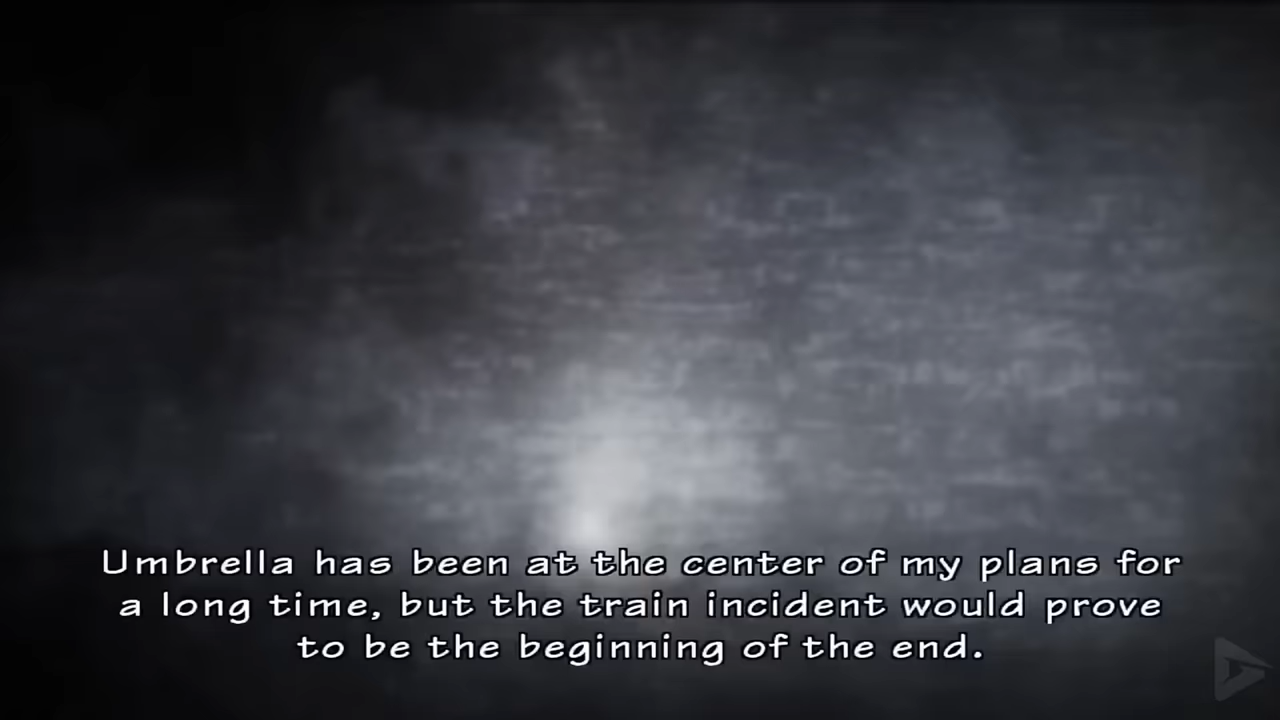 Umbrella has been at the center of my plans for
a long time, but the train incident would prove
to be the beginning of the end.